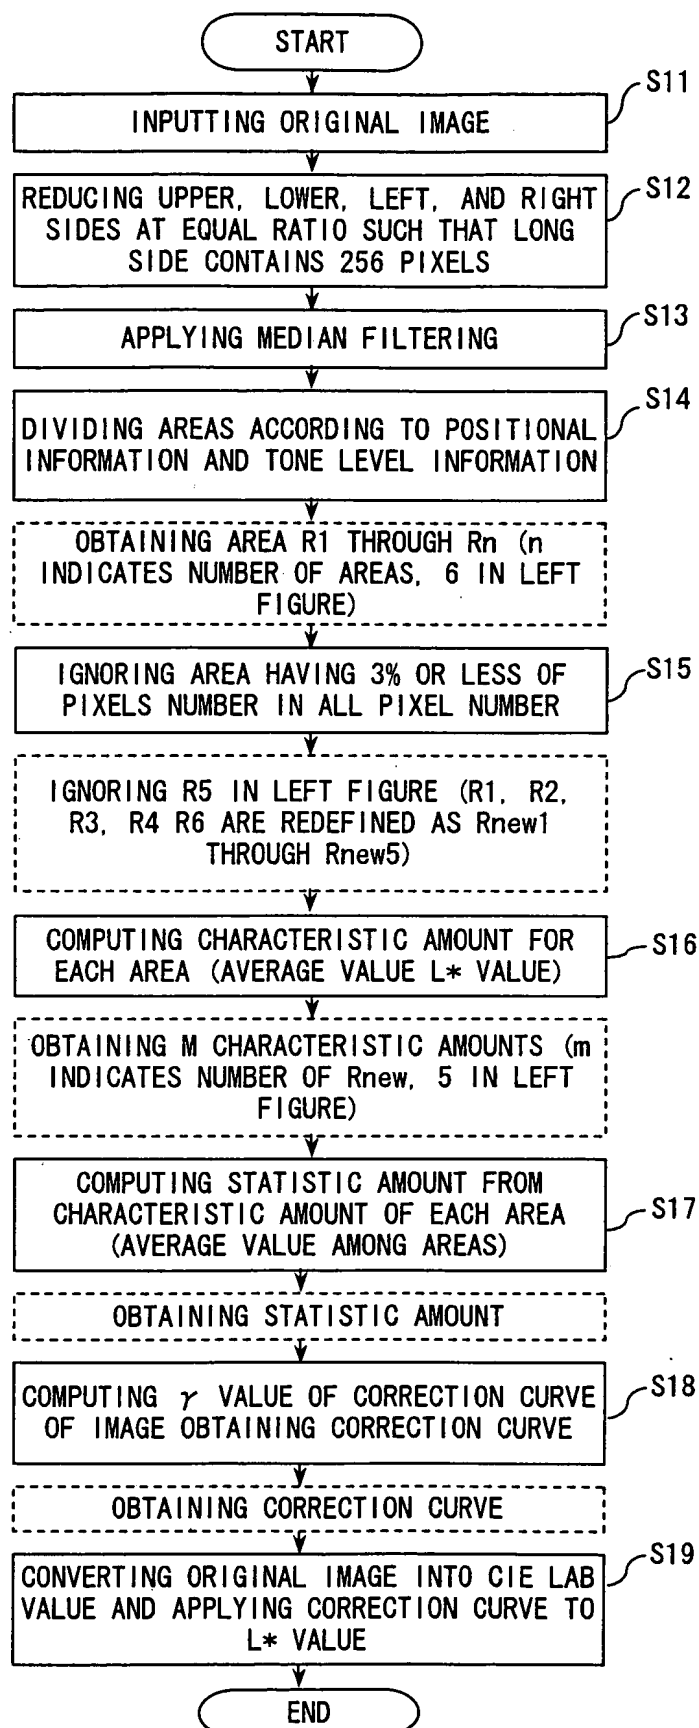 START
S11
INPUTTING ORIGINAL IMAGE
S12
REDUCING UPPER, LOWER, LEFT, AND RIGHT
SIDES AT EQUAL RATIO SUCH THAT LONG
SIDE CONTAINS 256 PIXELS
S13
APPLYING MEDIAN FILTERING
S14
DIVIDING AREAS ACCORDING TO POSITIONAL
INFORMATION AND TONE LEVEL INFORMATION
OBTAINING AREA R1 THROUGH Rn (n
INDICATES NUMBER OF AREAS, 6 IN LEFT
FIGURE)
S15
IGNORING AREA HAVING 3% OR LESS OF
PIXELS NUMBER IN ALL PIXEL NUMBER
IGNORING R5 IN LEFT FIGURE (R1, R2,
R3, R4 R6 ARE REDEFINED AS Rnew1
THROUGH Rnew5)
S16
COMPUTING CHARACTERISTIC AMOUNT FOR
EACH AREA (AVERAGE VALUE L* VALUE)
OBTAINING M CHARACTERISTIC AMOUNTS (m
INDICATES NUMBER OF Rnew, 5 IN LEFT
FIGURE)
S17
COMPUTING STATISTIC AMOUNT FROM
CHARACTERISTIC AMOUNT OF EACH AREA
(AVERAGE VALUE AMONG AREAS)
OBTAINING STATISTIC AMOUNT
S18
COMPUTING γ VALUE OF CORRECTION CURVE
OF IMAGE OBTAINING CORRECTION CURVE
OBTAINING CORRECTION CURVE
S19
CONVERTING ORIGINAL IMAGE INTO CIE LAB
VALUE AND APPLYING CORRECTION CURVE TO
L* VALUE
END